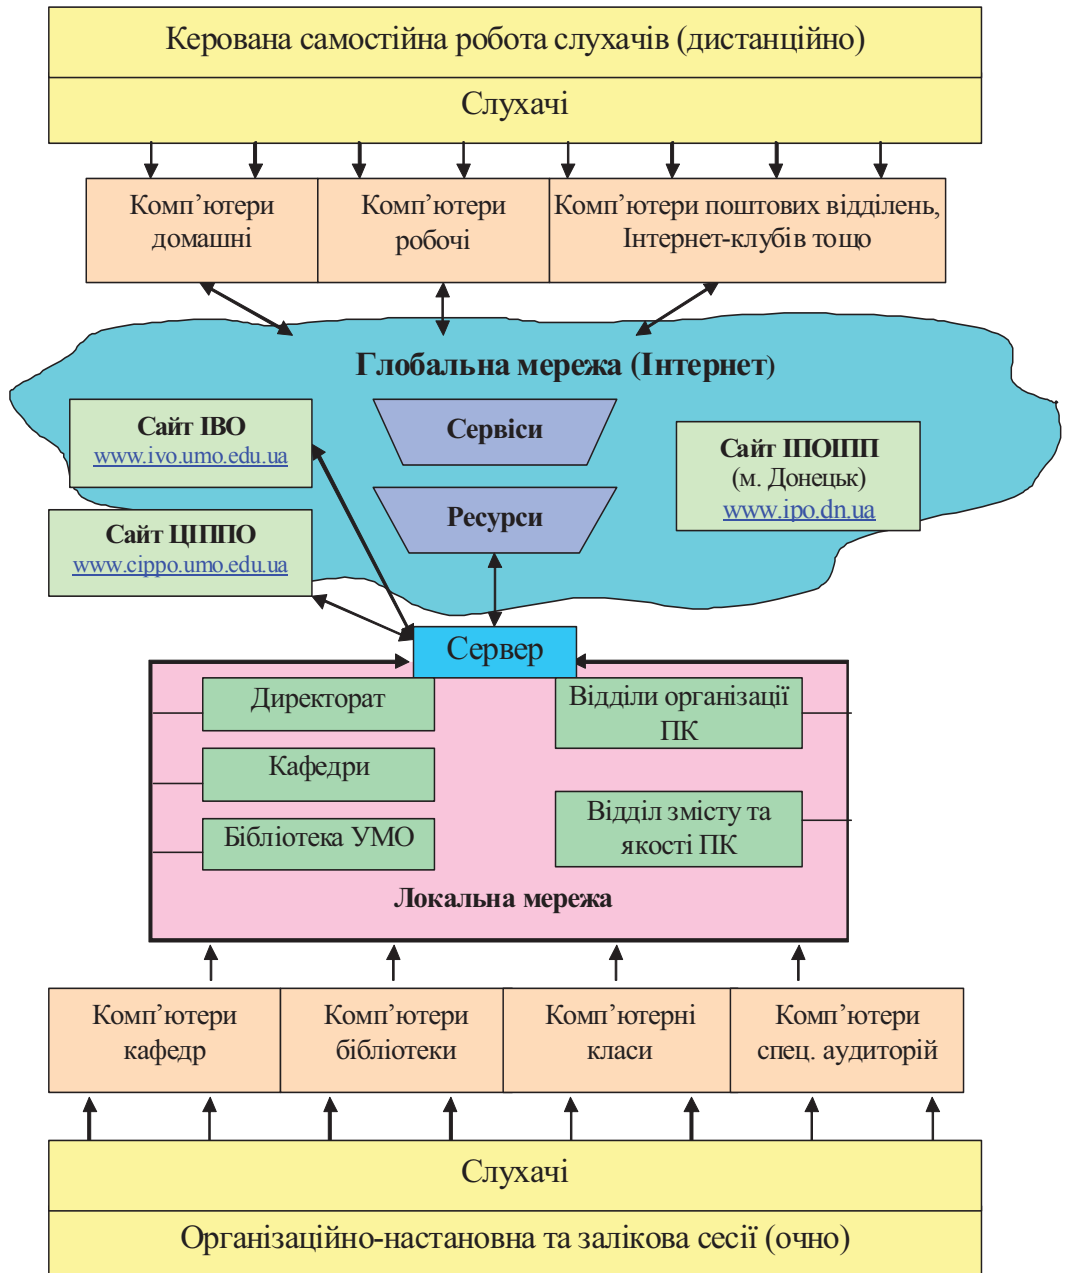 Керована самостійна робота слухачів (дистанційно)
Слухачі
Комп’ютери
домашні
Комп’ютери
робочі
Комп’ютери поштових відділень,
Інтернет-клубів тощо
Глобальна мережа (Інтернет)
Сайт ІВО
www.ivo.umo.edu.ua
Сервіси
Сайт ІПОІПП
(м. Донецьк)
www.ipo.dn.ua
Ресурси
Сайт ЦІППО
www.cippo.umo.edu.ua
Сервер
Директорат
Відділи організації
ПК
Кафедри
Відділ змісту та
якості ПК
Бібліотека УМО
Локальна мережа
Комп’ютери
кафедр
Комп’ютери
бібліотеки
Комп’ютерні
класи
Комп’ютери
спец. аудиторій
Слухачі
Організаційно-настановна та залікова сесії (очно)